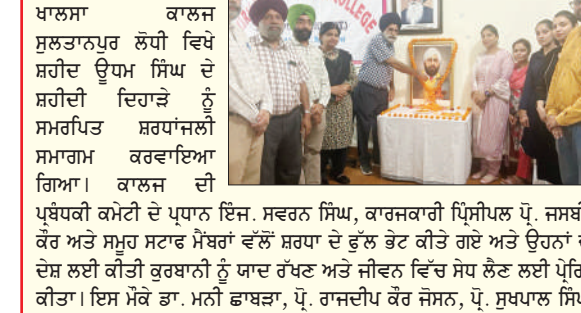 COLLEGE
ਖਾਲਸਾ ਕਾਲਜ
ਸੁਲਤਾਨਪੁਰ ਲੋਧੀ ਵਿਖੇ
ਸ਼ਹੀਦ ਊਧਮ ਸਿੰਘ ਦੇ
ਸ਼ਹੀਦੀ ਦਿਹਾੜੇ ਨੂੰ
ਸਮਰਪਿਤ ਸ਼ਰਧਾਂਜਲੀ
ਸਮਾਗਮ ਕਰਵਾਇਆ
ਗਿਆ। ਕਾਲਜ ਦੀ
ਪ੍ਰਬੰਧਕੀ ਕਮੇਟੀ ਦੇ ਪ੍ਰਧਾਨ ਇੰਜ. ਸਵਰਨ ਸਿੰਘ, ਕਾਰਜਕਾਰੀ ਪ੍ਰਿੰਸੀਪਲ ਪ੍ਰੋ.
ਕੌਰ ਅਤੇ ਸਮੂਹ ਸਟਾਫ ਮੈਂਬਰਾਂ ਵੱਲੋਂ ਸ਼ਰਧਾ ਦੇ ਫੁੱਲ ਭੇਟ ਕੀਤੇ ਗਏ ਅਤੇ ਉਹਨਾਂ
ਦੇਸ਼ ਲਈ ਕੀਤੀ ਕੁਰਬਾਨੀ ਨੂੰ ਯਾਦ ਰੱਖਣ ਅਤੇ ਜੀਵਨ ਵਿੱਚ ਸੇਧ ਲੈਣ ਲਈ
ਕੀਤਾ। ਇਸ ਮੌਕੇ ਡਾ. ਮਨੀ ਛਾਬੜਾ, ਪ੍ਰੋ. ਰਾਜਦੀਪ ਕੌਰ ਜੋਸਨ, ਪ੍ਰੋ. ਸੁਖਪਾਲ